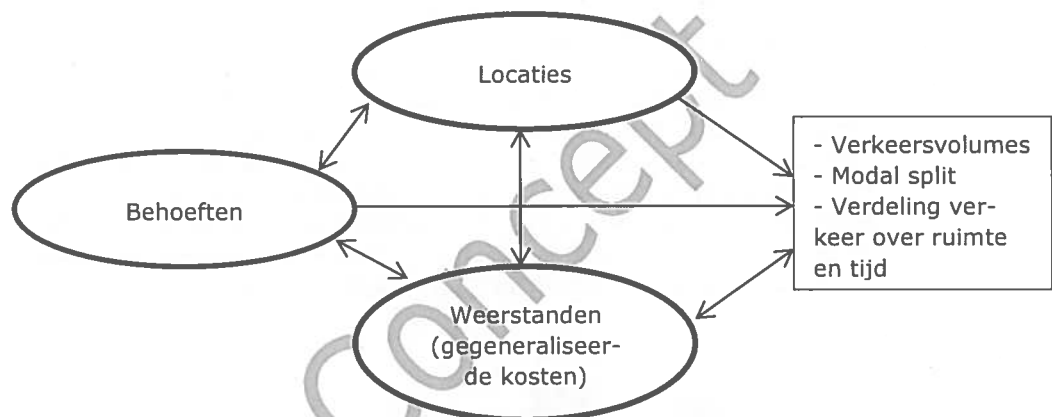 Locaties
Behoeften
- Verkeersvolumes
- Modal split
- Verdeling ver-
keer over ruimte
en tijd
Weerstanden
(gegeneraliseer-
de kosten)
Concept